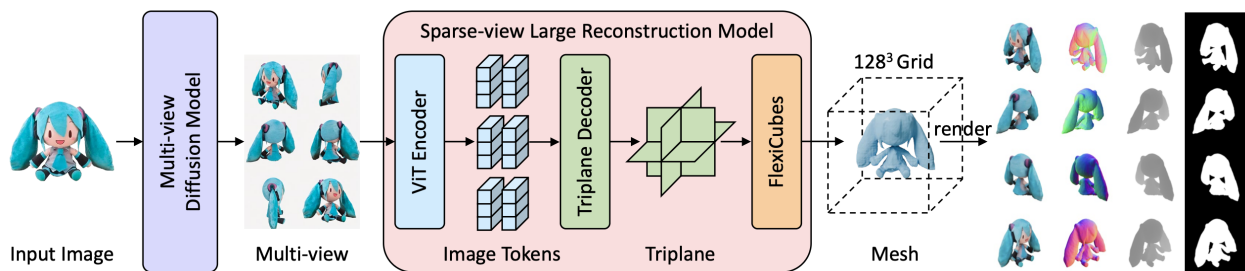 Sparse-view Large Reconstruction Model
Multi-view
Diffusion Model
ViT Encoder
Triplane Decoder
FlexiCubes
128³ Grid
render
Input Image
Multi-view
Image Tokens
Triplane
Mesh